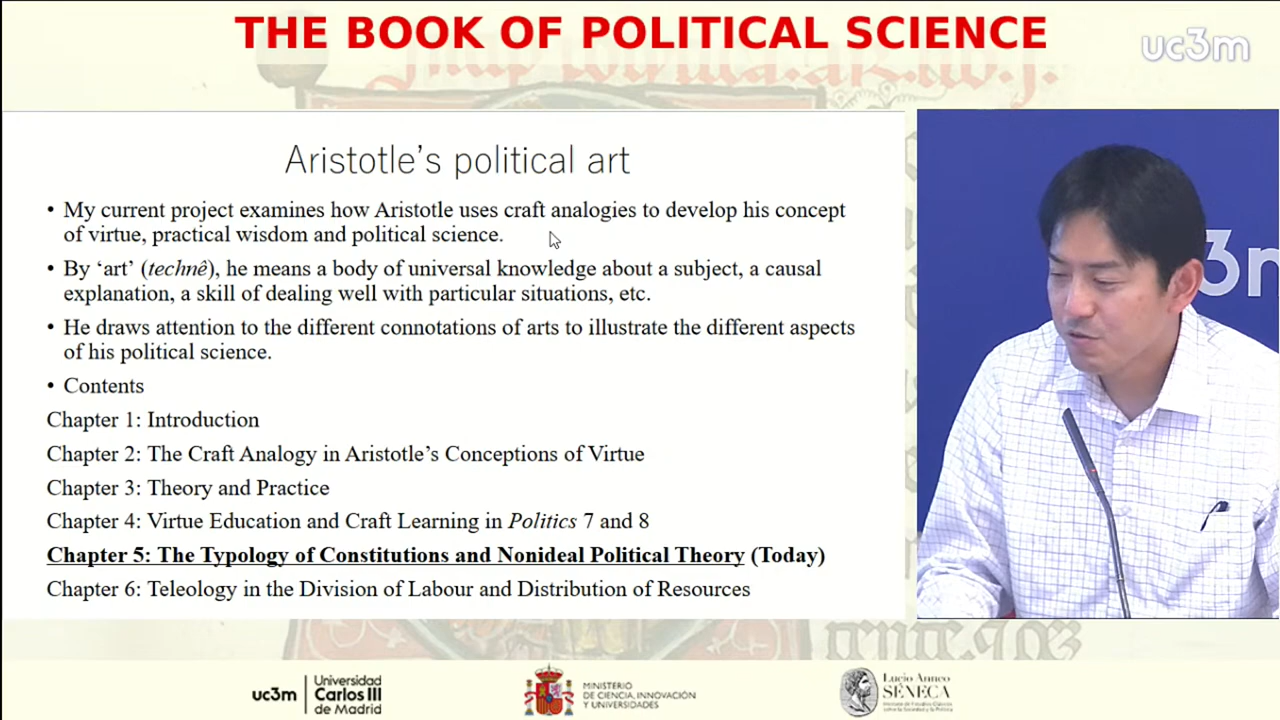 THE BOOK OF POLITICAL SCIENCE
uc3m
Aristotle's political art
• My current project examines how Aristotle uses craft analogies to develop his concept
of virtue, practical wisdom and political science.
• By ‘art’ (technê), he means a body of universal knowledge about a subject, a causal
explanation, a skill of dealing well with particular situations, etc.
• He draws attention to the different connotations of arts to illustrate the different aspects
of his political science.
• Contents
Chapter 1: Introduction
Chapter 2: The Craft Analogy in Aristotle’s Conceptions of Virtue
Chapter 3: Theory and Practice
Chapter 4: Virtue Education and Craft Learning in Politics 7 and 8
Chapter 5: The Typology of Constitutions and Nonideal Political Theory (Today)
Chapter 6: Teleology in the Division of Labour and Distribution of Resources
3m
uc3m
Universidad
Carlos III
de Madrid
MINISTERIO
DE CIENCIA, INNOVACIÓN
Y UNIVERSIDADES
Lucio Anneo
SÉNECA